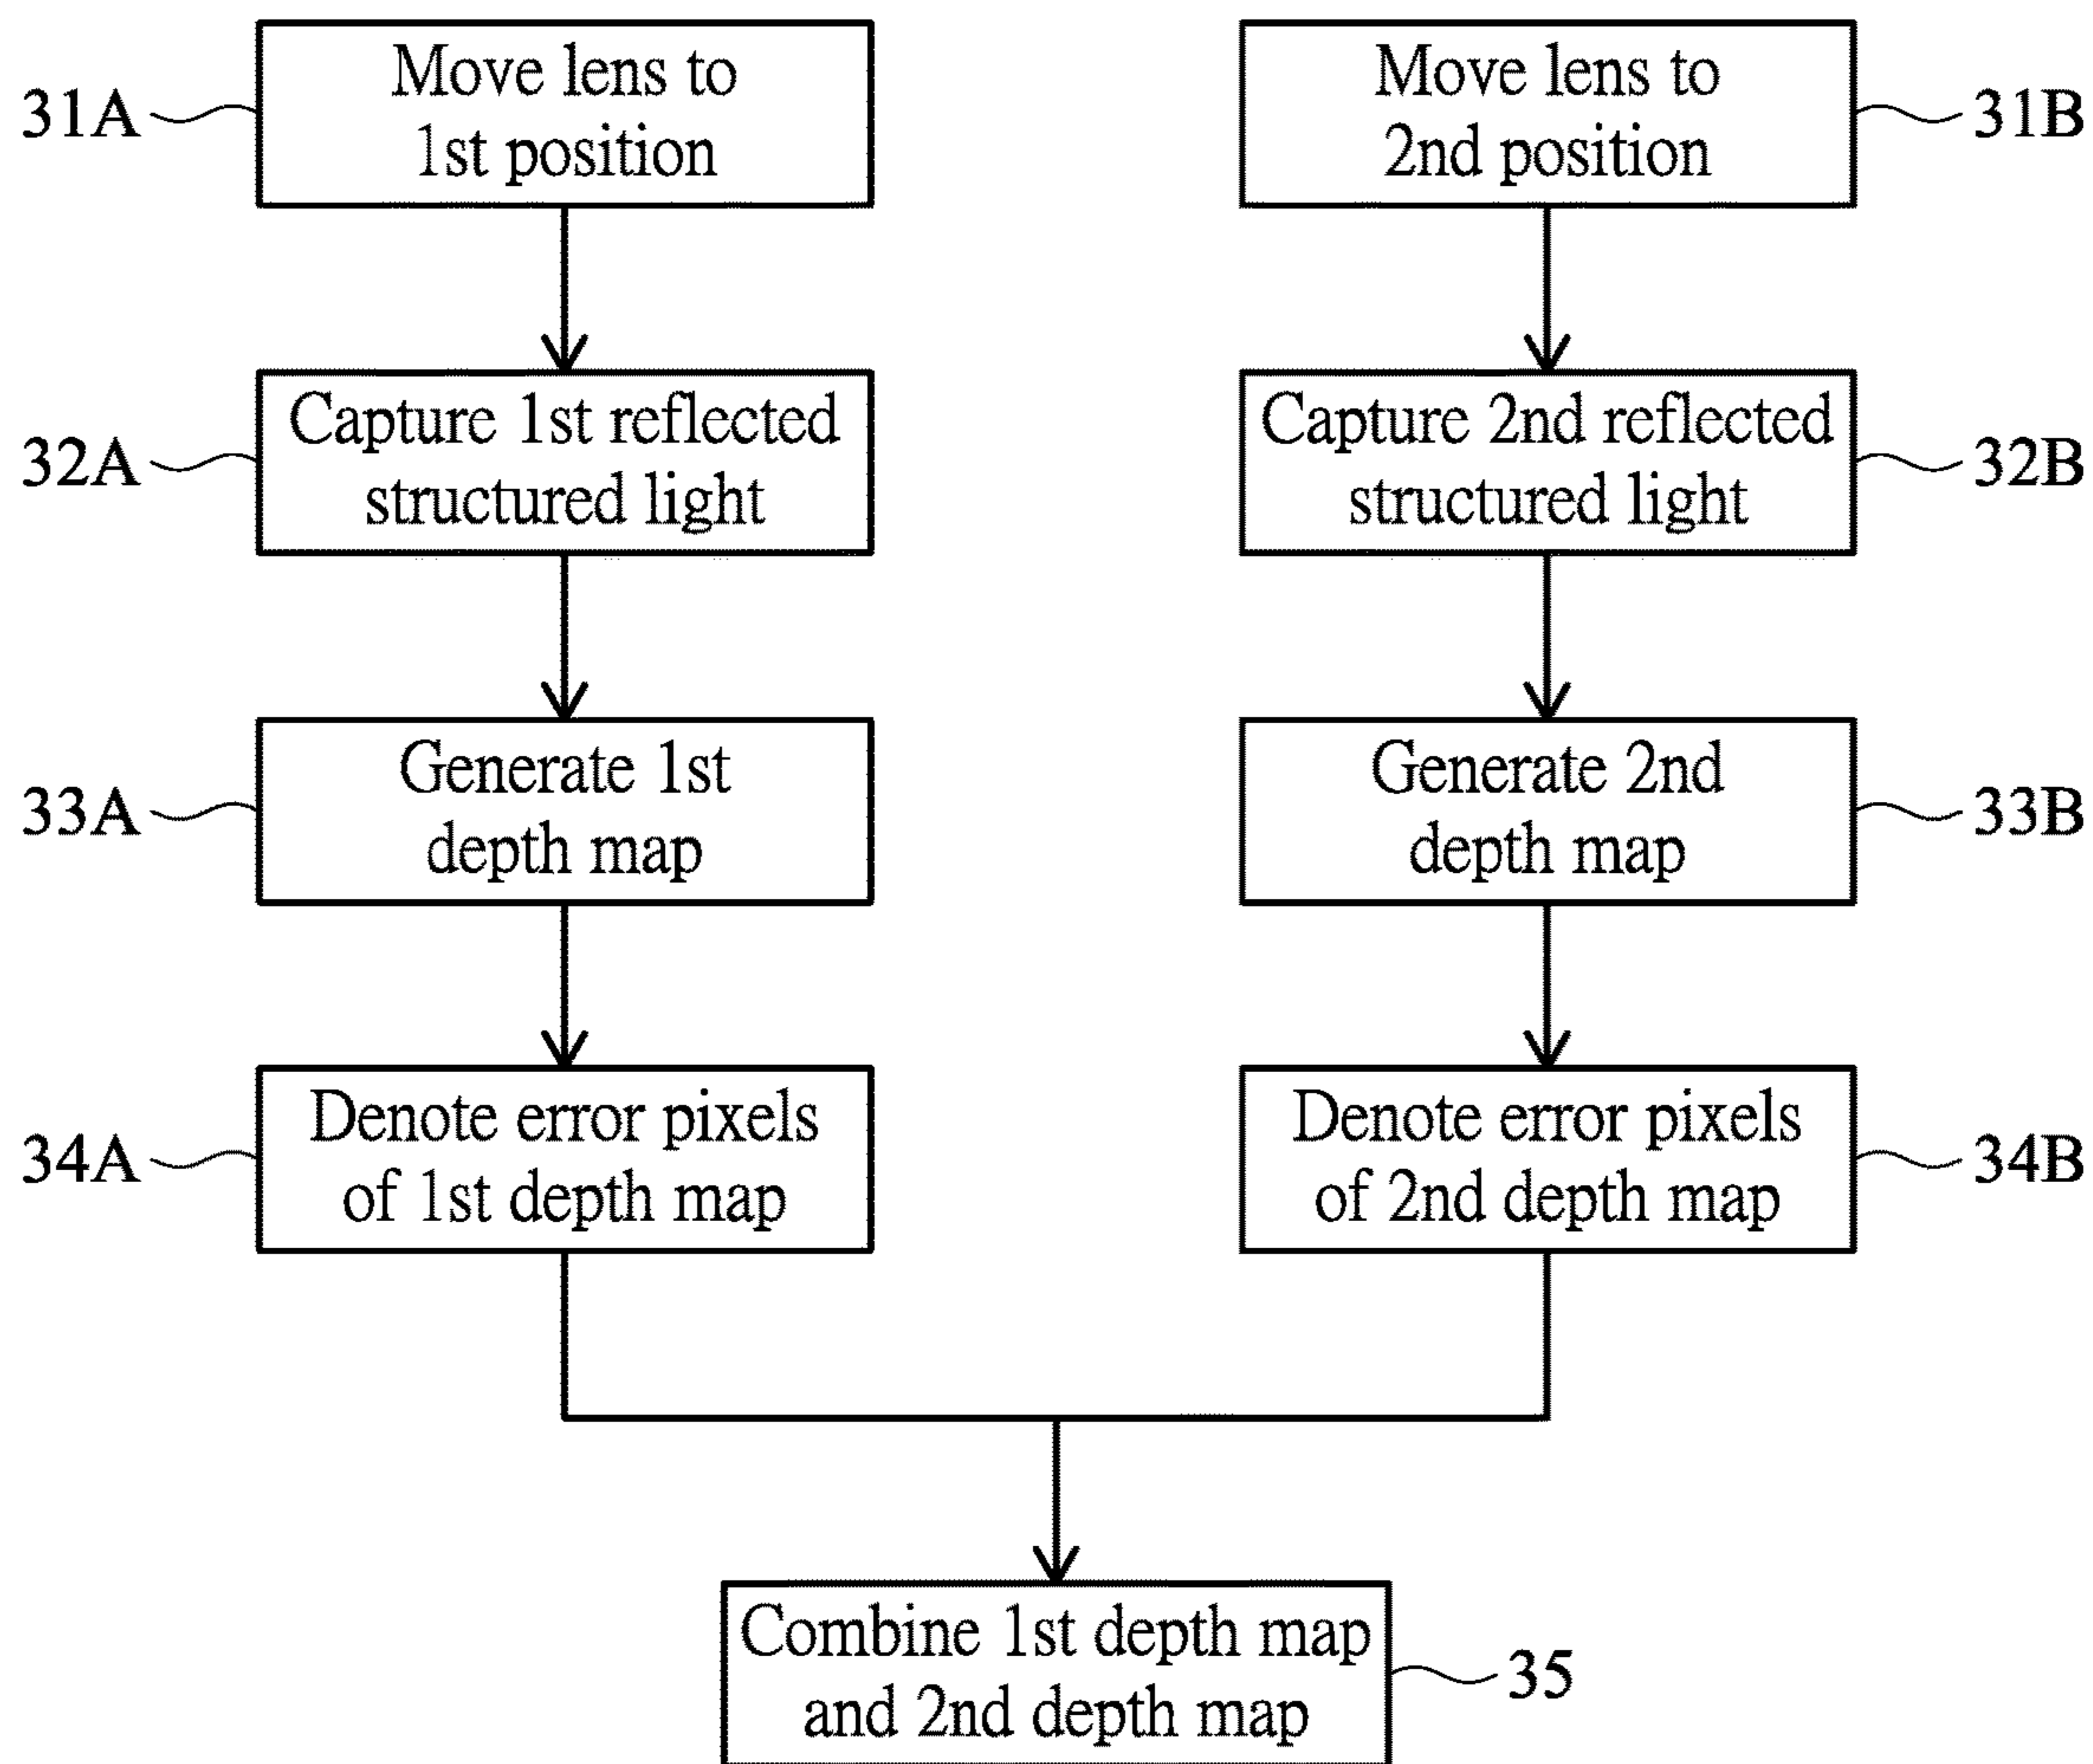 31A
Move lens to
1st position
32A
Capture 1st reflected
structured light
33A
Generate 1st
depth map
34A
Denote error pixels
of 1st depth map
Move lens to
2nd position
31B
Capture 2nd reflected
structured light
32B
Generate 2nd
depth map
33B
Denote error pixels
of 2nd depth map
34B
Combine 1st depth map
and 2nd depth map
35